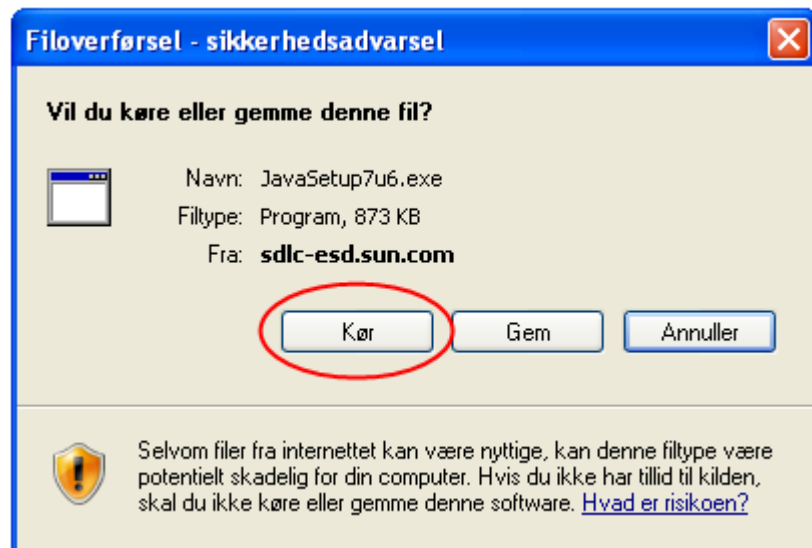 Filoverførsel - sikkerhedsadvarsel
Vil du køre eller gemme denne fil?
Navn: JavaSetup7u6.exe
Filtype: Program, 873 KB
Fra: sdlc-esd.sun.com
Kør Gem Annuller
Selvom filer fra internettet kan være nyttige, kan denne filtype være
potentielt skadelig for din computer. Hvis du ikke har tillid til kilden,
skal du ikke køre eller gemme denne software. Hvad er risikoen?